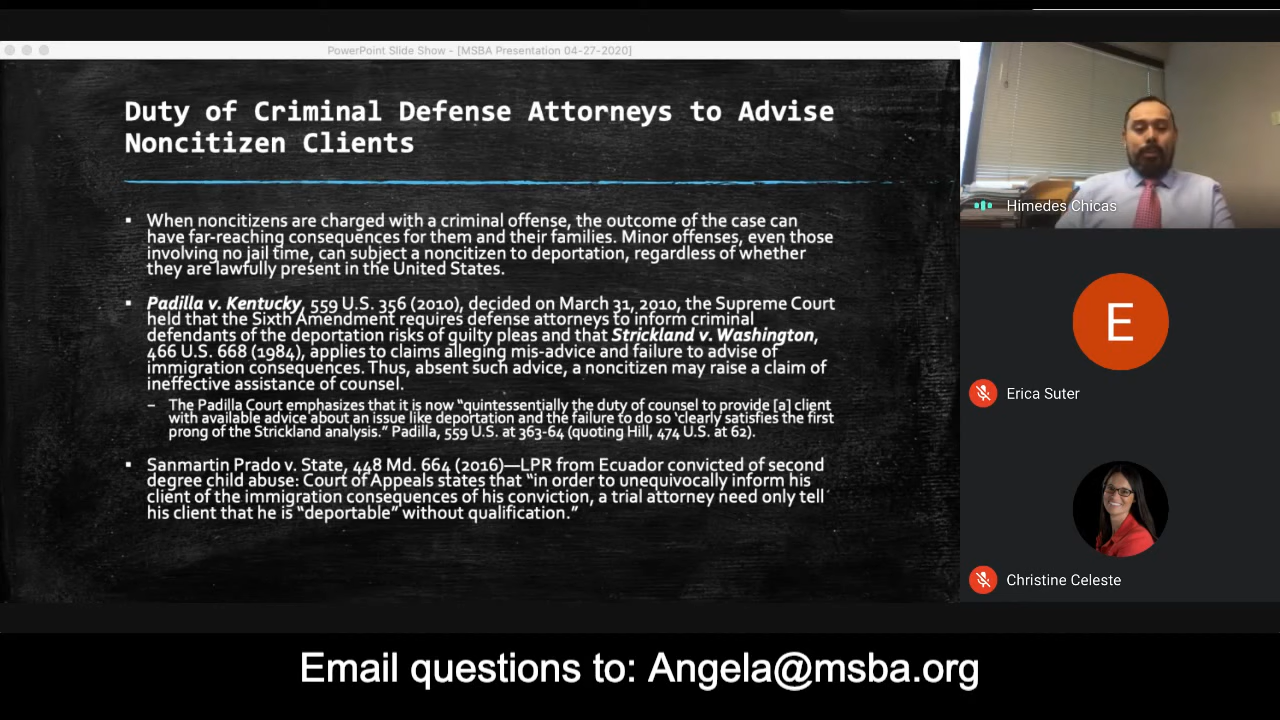 PowerPoint Slide Show - [MSBA Presentation 04-27-2020]
Duty of Criminal Defense Attorneys to Advise
Noncitizen Clients
▪ When noncitizens are charged with a criminal offense, the outcome of the case can
have far-reaching consequences for them and their families. Minor offenses, even those
involving no jail time, can subject a noncitizen to deportation, regardless of whether
they are lawfully present in the United States.
▪ Padilla v. Kentucky, 559 U.S. 356 (2010), decided on March 31, 2010, the Supreme Court
held that the Sixth Amendment requires defense attorneys to inform criminal
defendants of the deportation risks of guilty pleas and that Strickland v. Washington,
466 U.S. 668 (1984), applies to claims alleging mis-advice and failure to advise of
immigration consequences. Thus, absent such advice, a noncitizen may raise a claim of
ineffective assistance of counsel.
– The Padilla Court emphasizes that it is now “quintessentially the duty of counsel to provide [a] client
with available advice about an issue like deportation and the failure to do so ‘clearly satisfies the first
prong of the Strickland analysis.” Padilla, 559 U.S. at 363-64 (quoting Hill, 474 U.S. at 62).
▪ Sanmartin Prado v. State, 448 Md. 664 (2016)—LPR from Ecuador convicted of second
degree child abuse: Court of Appeals states that “in order to unequivocally inform his
client of the immigration consequences of his conviction, a trial attorney need only tell
his client that he is “deportable” without qualification.”
Himedes Chicas
E
Erica Suter
Christine Celeste
Email questions to: Angela@msba.org